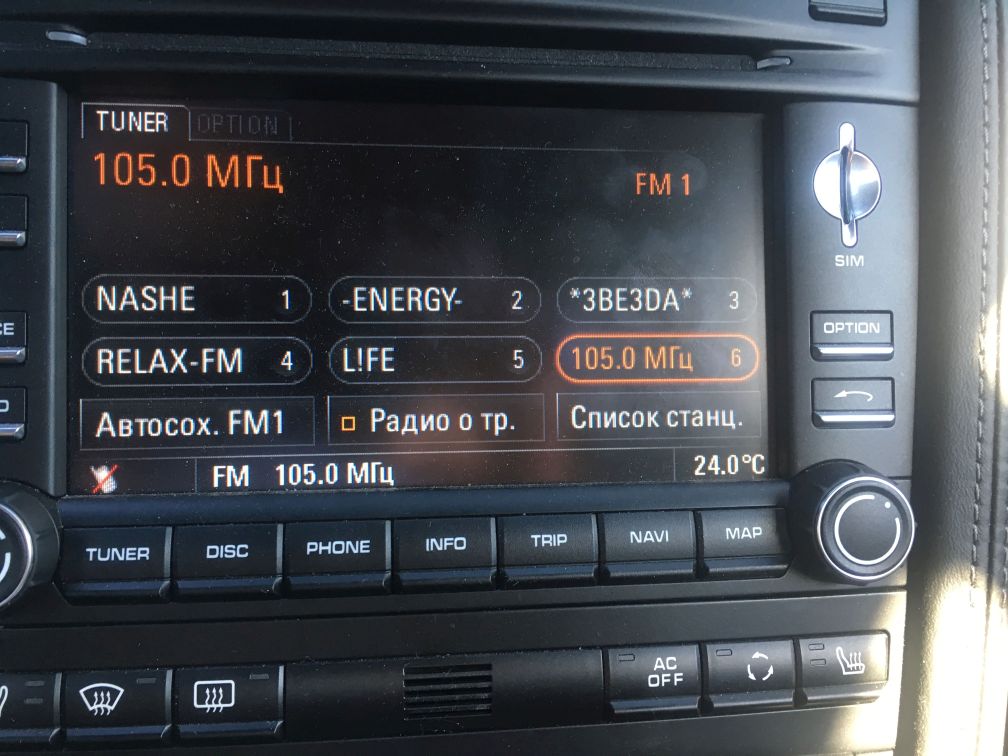 TUNER OPTION
105.0 МГц FM 1
NASHE 1 -ENERGY- 2 *3BE3DA* 3
RELAX-FM 4 L!FE 5 105.0 МГц 6
Автосох. FM1 Радио о тр. Список станц.
FM 105.0 МГц 24.0°C
SIM
OPTION
TUNER DISC PHONE INFO TRIP NAVI MAP
AC
OFF